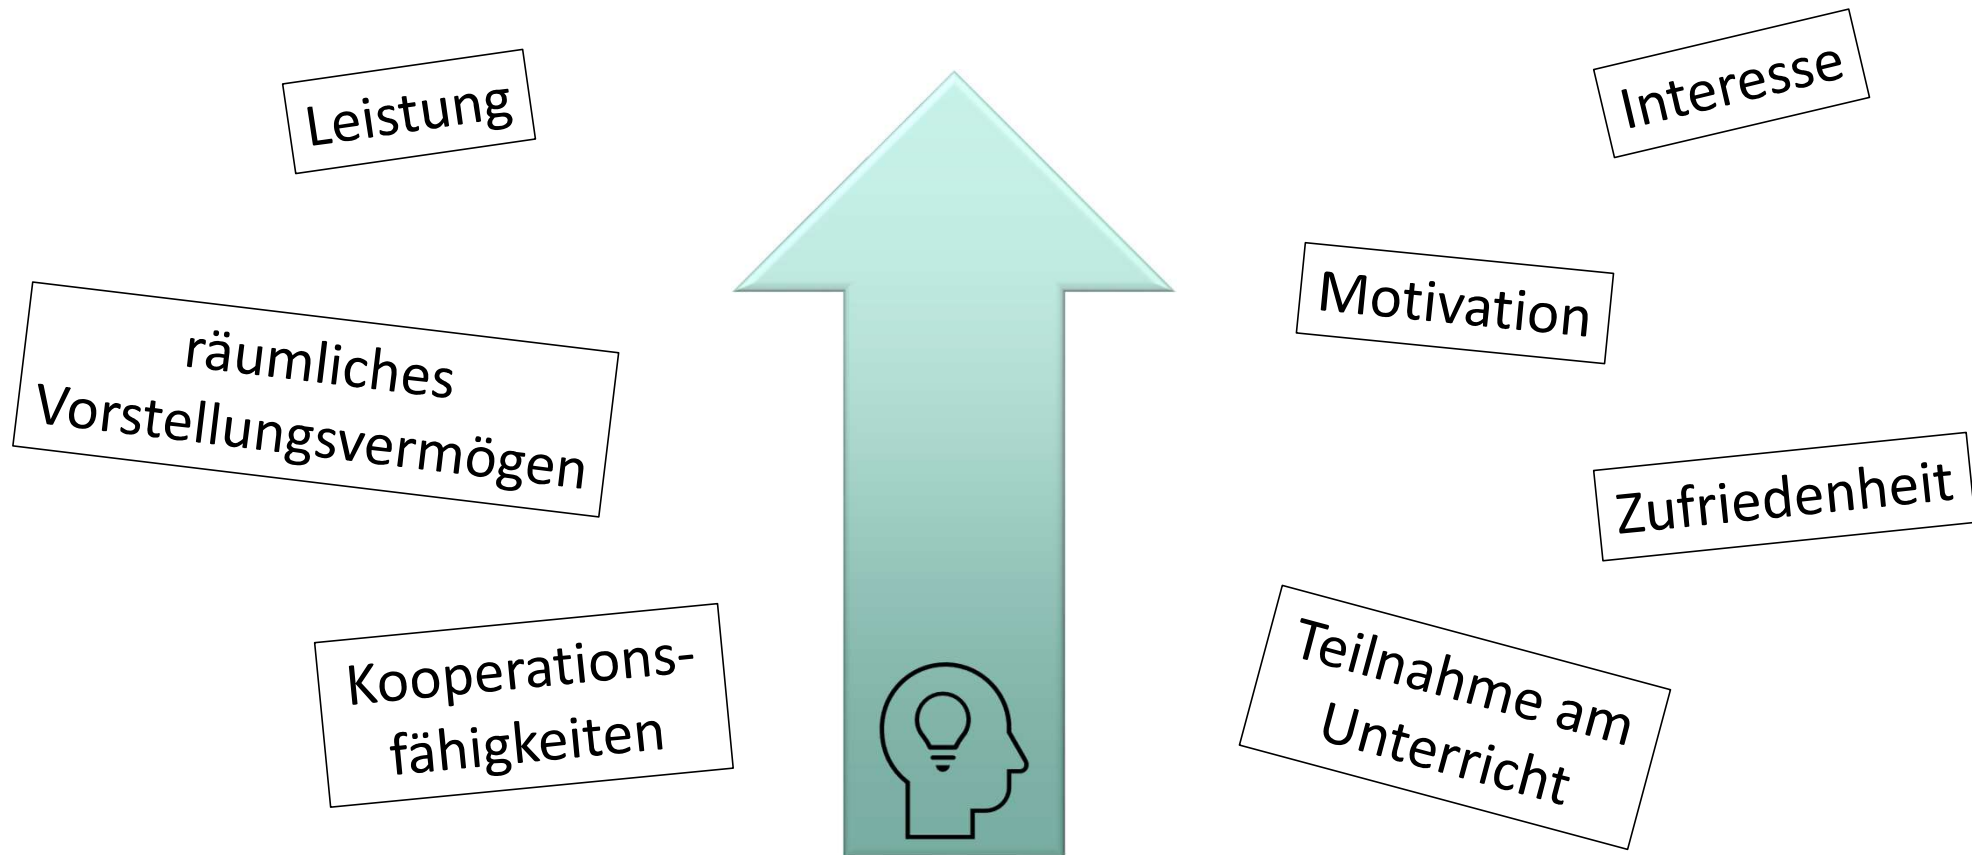 Leistung
räumliches
Vorstellungsvermögen
Kooperations-
fähigkeiten
Interesse
Motivation
Zufriedenheit
Teilnahme am
Unterricht